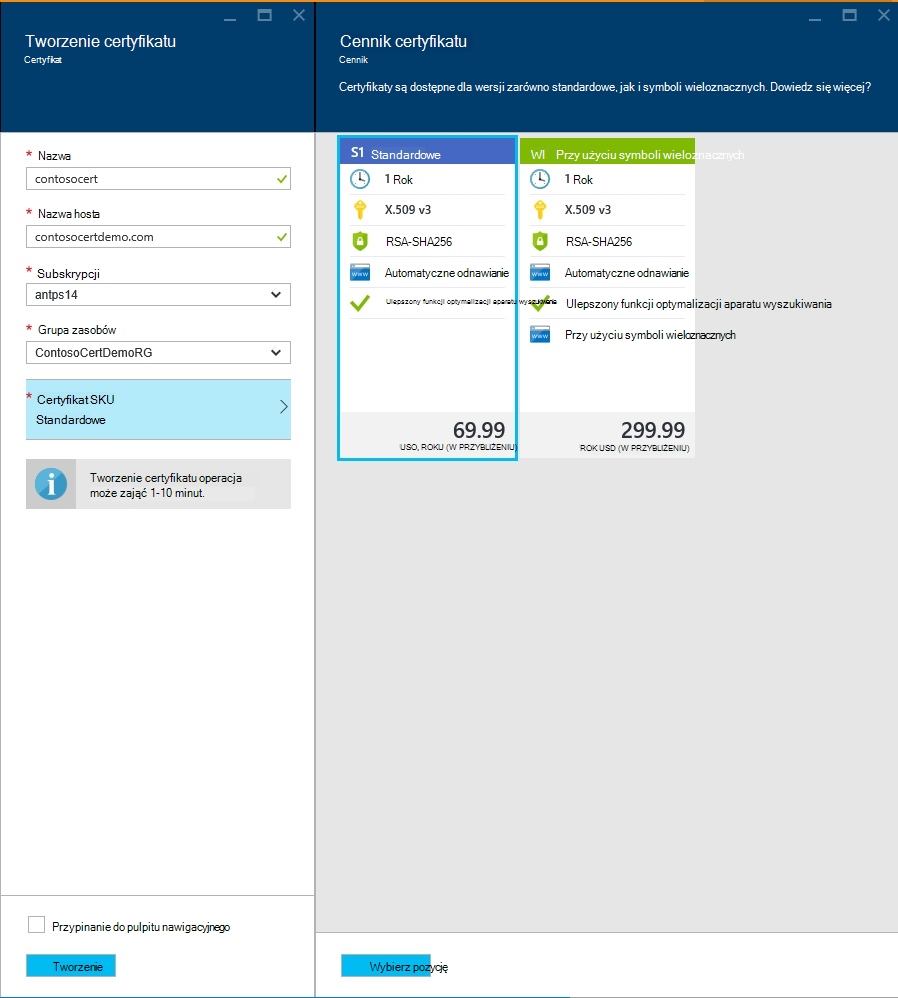 Tworzenie certyfikatu
Certyfikat
* Nazwa
contosocert
* Nazwa hosta
contosocertdemo.com
* Subskrypcji
antps14
* Grupa zasobów
ContosoCertDemoRG
* Certyfikat SKU
Standardowe
Tworzenie certyfikatu operacja
może zająć 1-10 minut.
Przypinanie do pulpitu nawigacyjnego
Tworzenie
Cennik certyfikatu
Cennik
Certyfikaty są dostępne dla wersji zarówno standardowe, jak i symboli wieloznacznych. Dowiedz się więcej?
S1 Standardowe
1 Rok
X.509 v3
RSA-SHA256
Automatyczne odnawianie
Ulepszony funkcji optymalizacji aparatu wyszukiwania
69.99
USO, ROKU (W PRZYBLIŻENIU)
WI Przy użyciu symboli wieloznacznych
1 Rok
X.509 v3
RSA-SHA256
Automatyczne odnawianie
Ulepszony funkcji optymalizacji aparatu wyszukiwania
Przy użyciu symboli wieloznacznych
299.99
ROK USD (W PRZYBLIŻENIU)
Wybierz pozycję